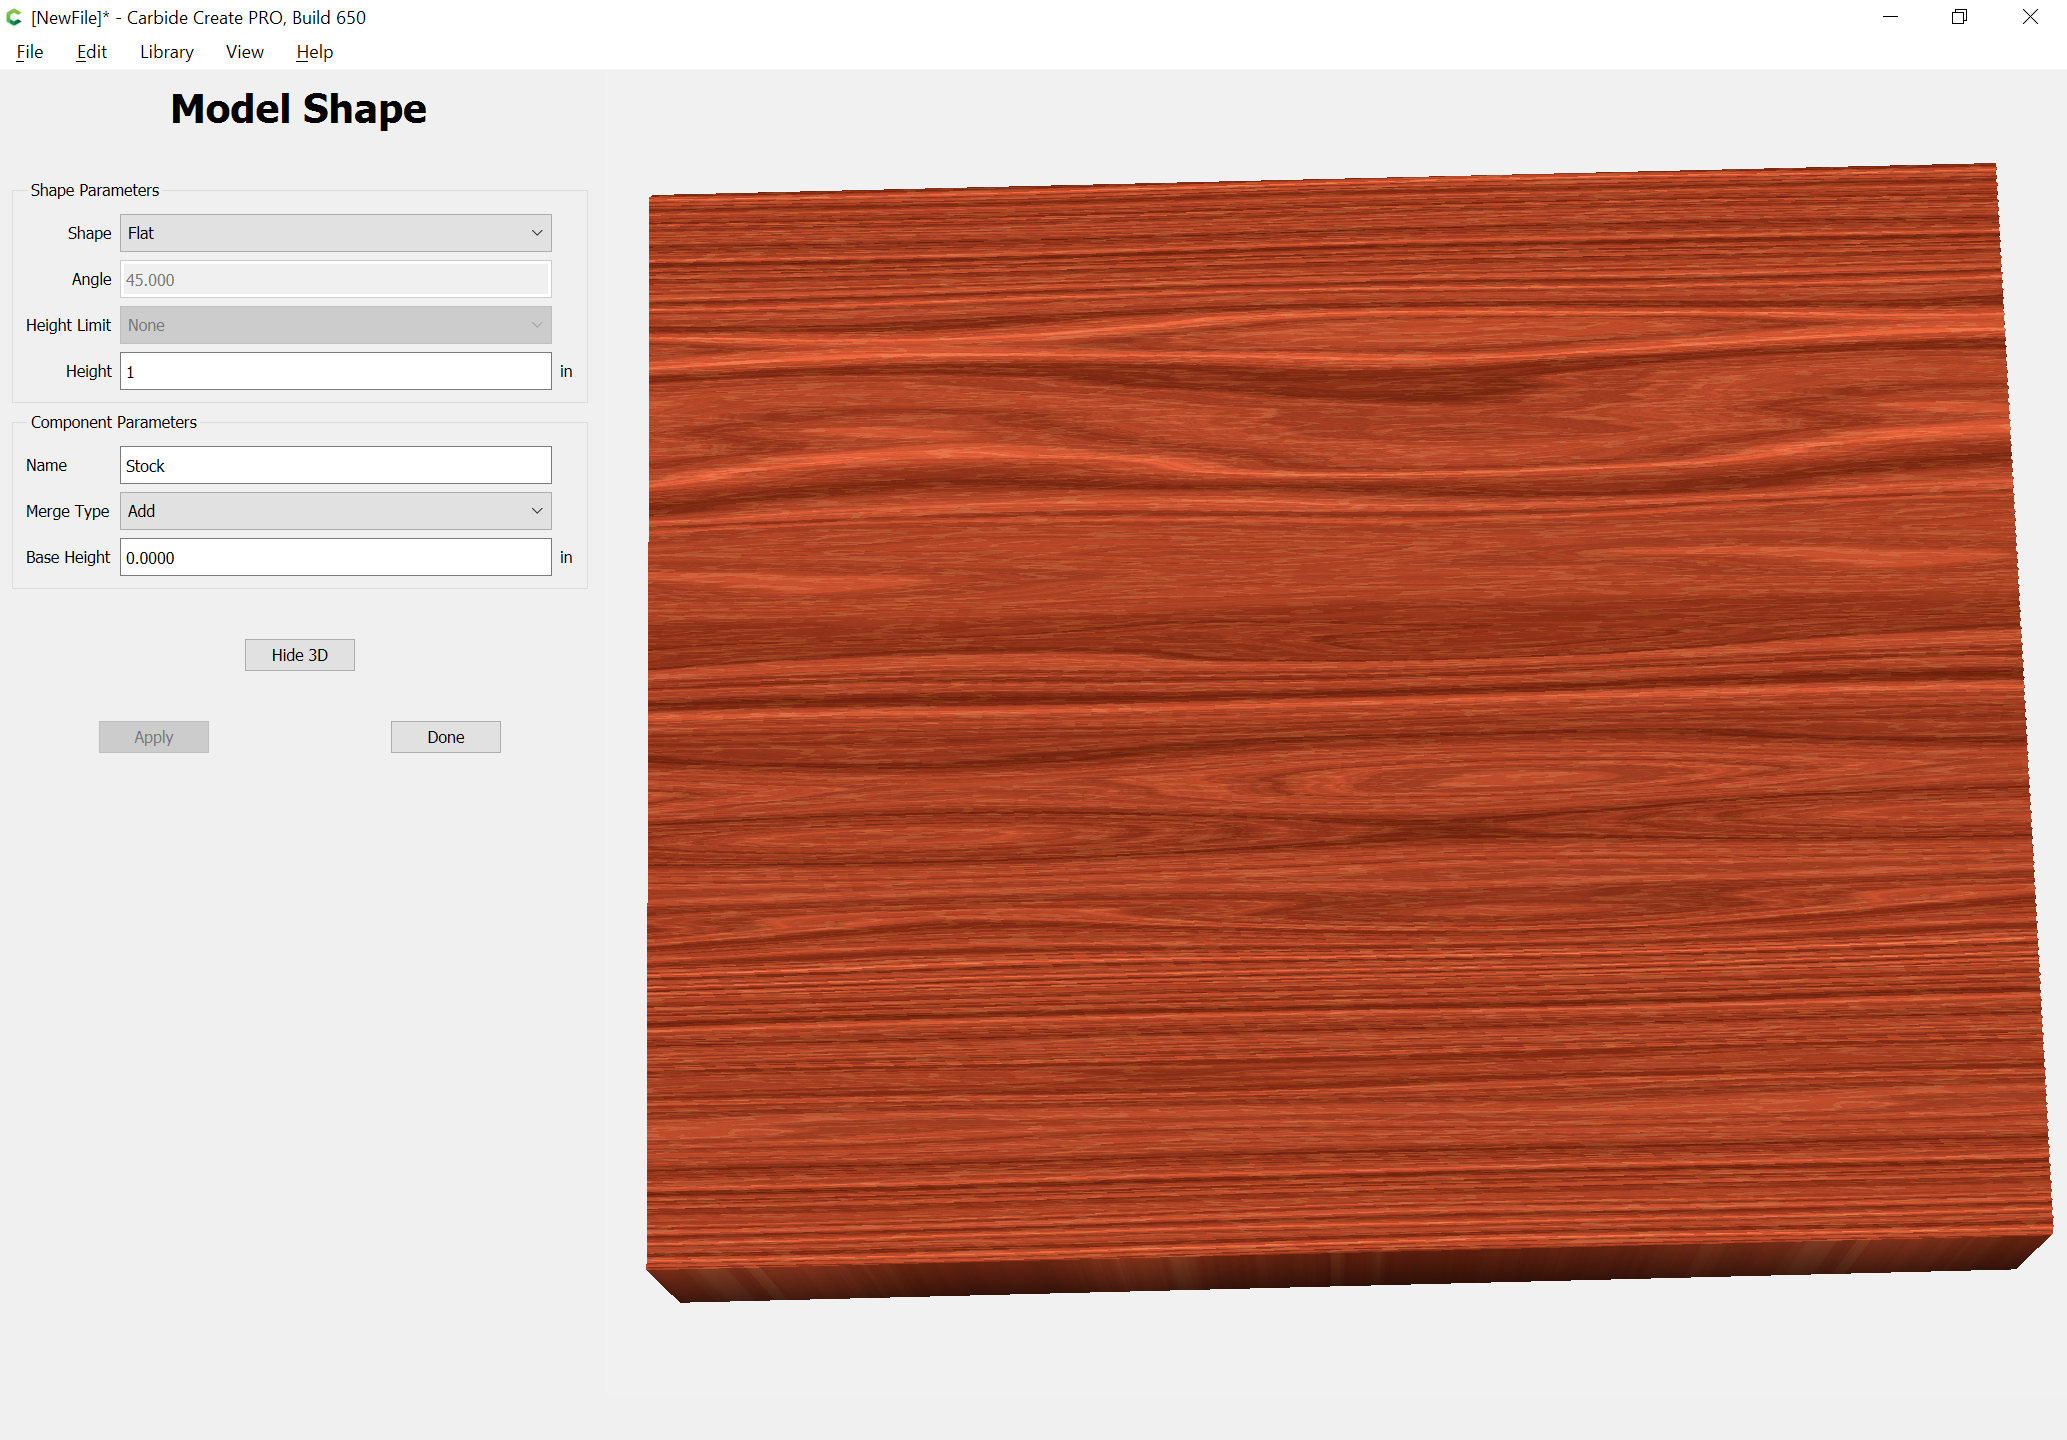 [NewFile]* - Carbide Create PRO, Build 650
File Edit Library View Help
Model Shape
Shape Parameters
Shape Flat
Angle 45.000
Height Limit None
Height 1 in
Component Parameters
Name Stock
Merge Type Add
Base Height 0.0000 in
Hide 3D
Apply Done